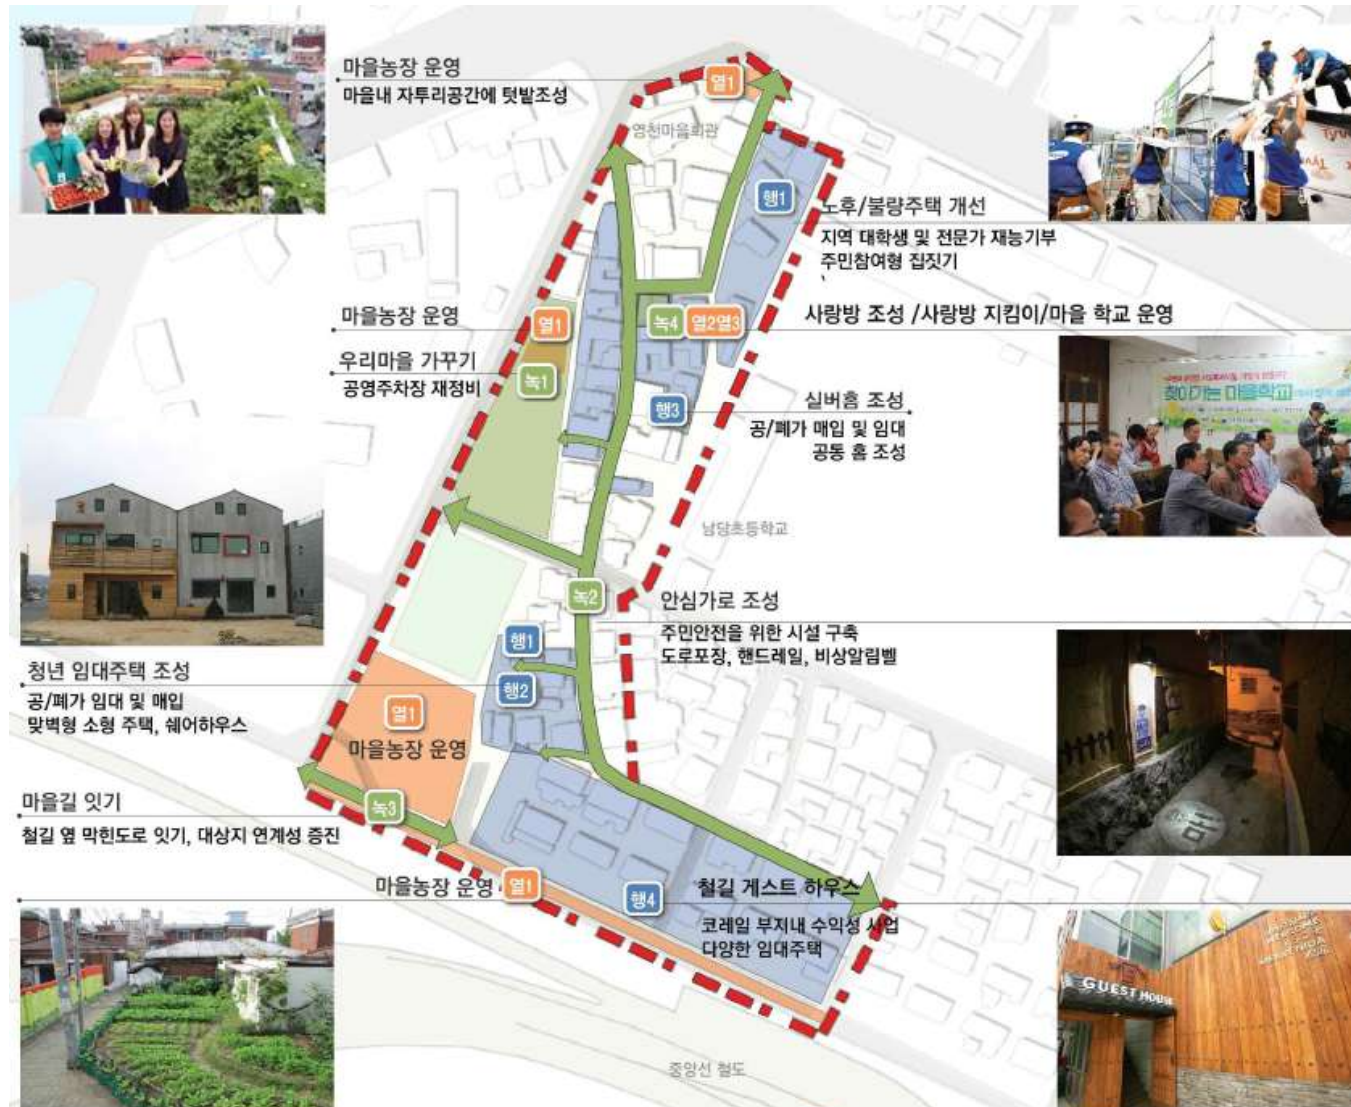 마을농장 운영
마을내 자투리공간에 텃밭조성
열1
영천마을회관
행1
노후/불량주택 개선
지역 대학생 및 전문가 재능기부
주민참여형 집짓기
마을농장 운영
열1
녹4
열2열3
사랑방 조성 /사랑방 지킴이/마을 학교 운영
우리마을 가꾸기
공영주차장 재정비
녹1
행3
실버홈 조성
공/폐가 매입 및 임대
공동 홈 조성
찾아가는 마을학교
남당초등학교
녹2
안심가로 조성
주민안전을 위한 시설 구축
도로포장, 핸드레일, 비상알림벨
행1
행2
청년 임대주택 조성
공/폐가 임대 및 매입
맞벽형 소형 주택, 쉐어하우스
열1
마을농장 운영
마을길 잇기
철길 옆 막힌도로 잇기, 대상지 연계성 증진
녹3
마을농장 운영
열1
행4
철길 게스트 하우스
코레일 부지내 수익성 사업
다양한 임대주택
GUEST HOUSE
중앙선 철도